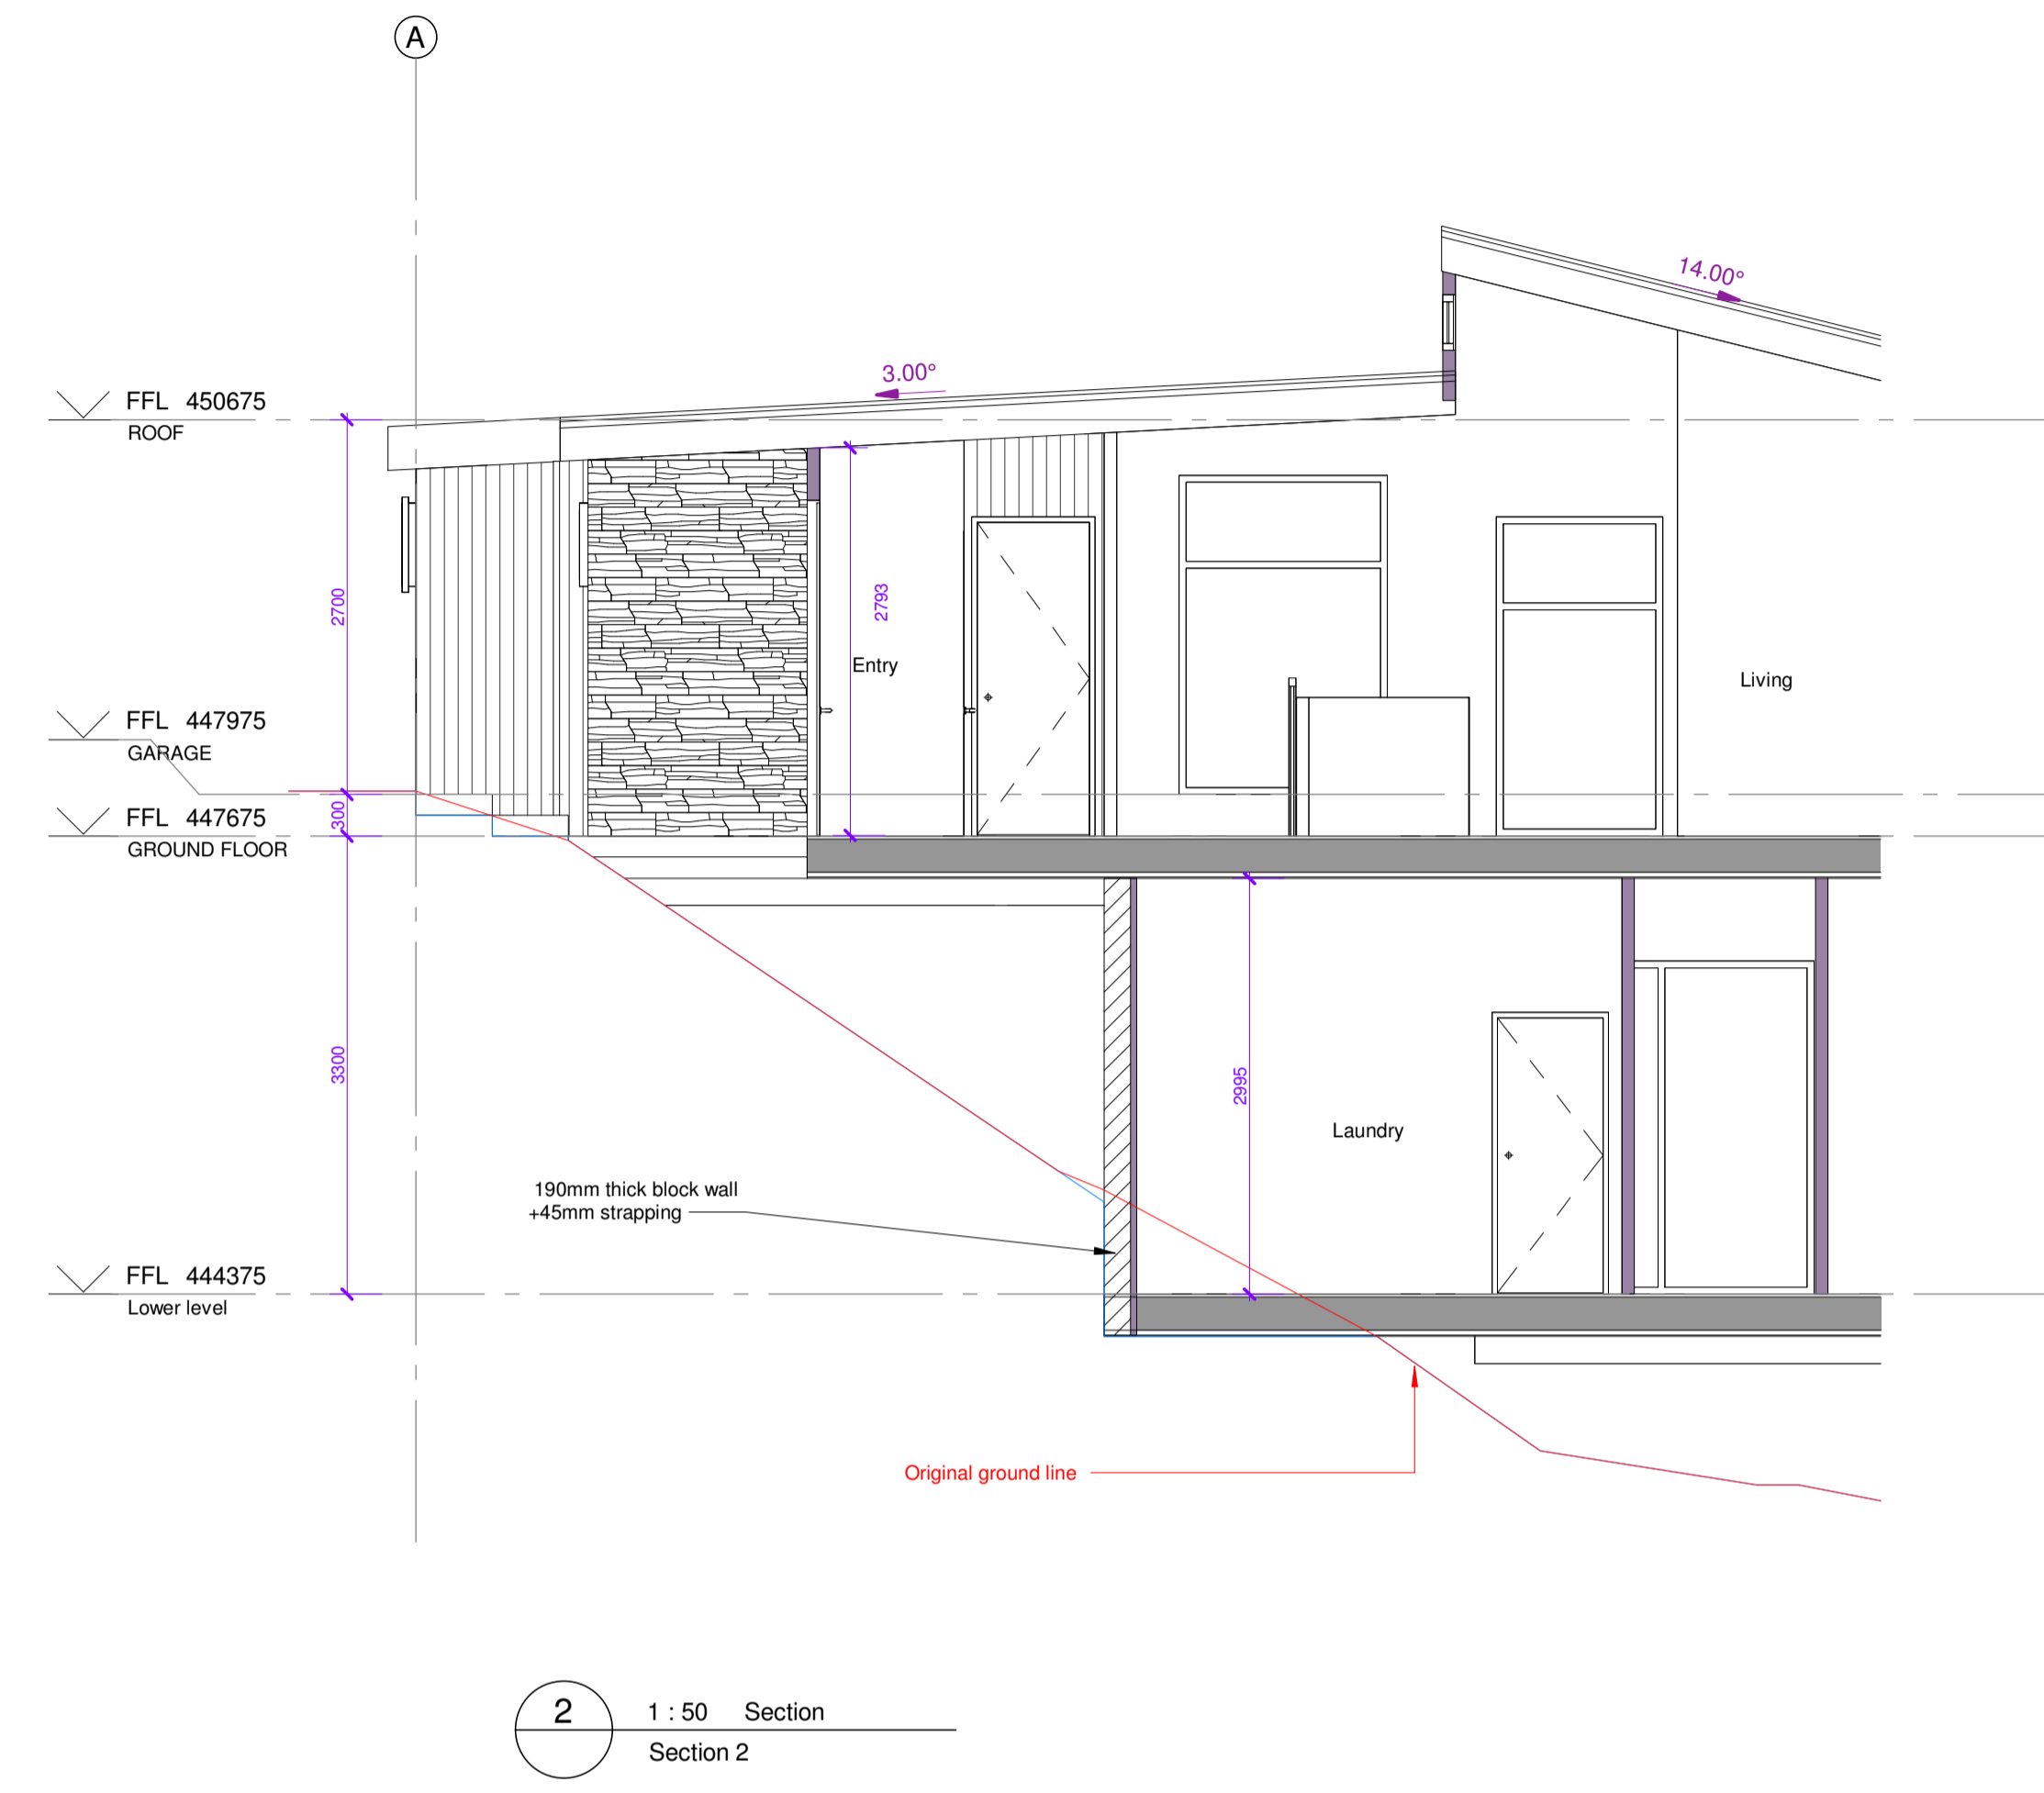 A
14.00°
3.00°
FFL 450675
ROOF
2700
2793
Entry
Living
FFL 447975
GARAGE
300
FFL 447675
GROUND FLOOR
3300
2995
Laundry
190mm thick block wall
+45mm strapping
FFL 444375
Lower level
Original ground line
2
1 : 50 Section
Section 2